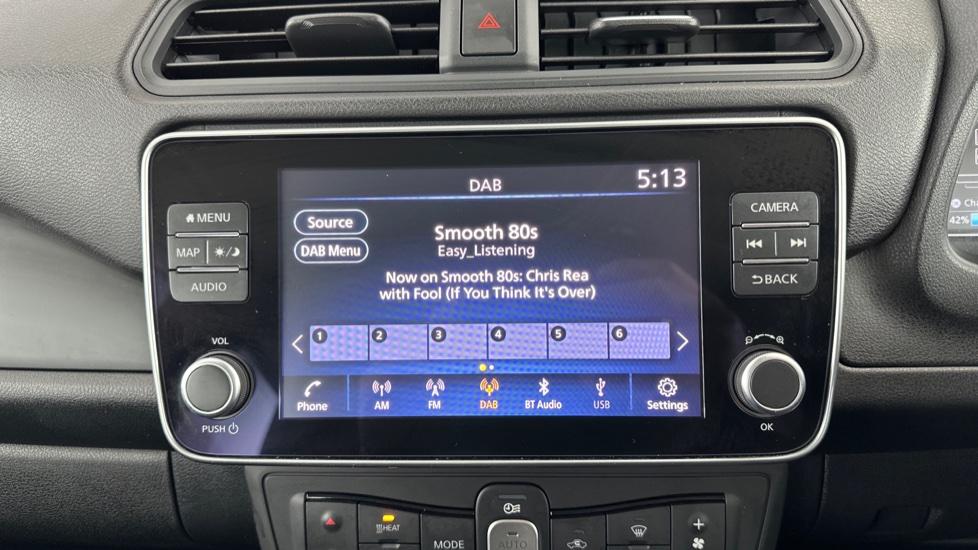 DAB
5:13
Source
DAB Menu
Smooth 80s
Easy_Listening
Now on Smooth 80s: Chris Rea
with Fool (If You Think It's Over)
1 2 3 4 5 6
Phone AM FM DAB BT Audio USB Settings
MENU
MAP
AUDIO
VOL
PUSH
CAMERA
BACK
OK
42%
HEAT
MODE
AUTO